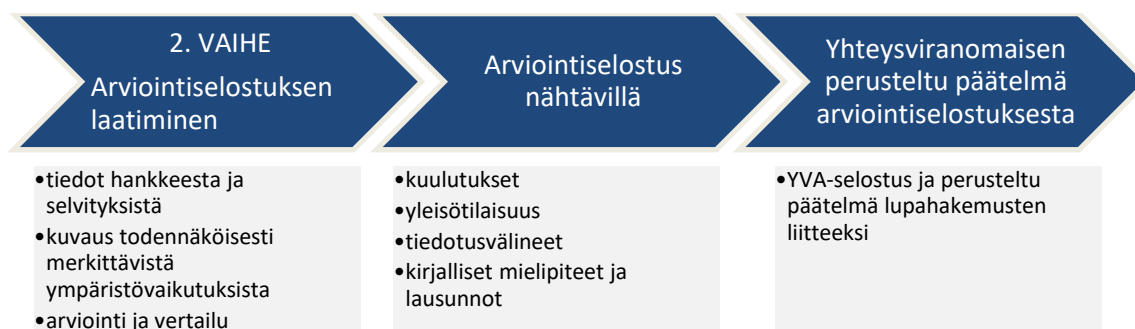 2. VAIHE
Arviointiselostuksen
laatiminen
•tiedot hankkeesta ja
selvityksistä
•kuvaus todennäköisesti
merkittävistä
ympäristövaikutuksista
•arviointi ja vertailu
Arviointiselostus
nähtävillä
•kuulutukset
•yleisötilaisuus
•tiedotusvälineet
•kirjalliset mielipiteet ja
lausunnot
Yhteysviranomaisen
perusteltu päätelmä
arviointiselostuksesta
•YVA-selostus ja perusteltu
päätelmä lupahakemusten
liitteeksi